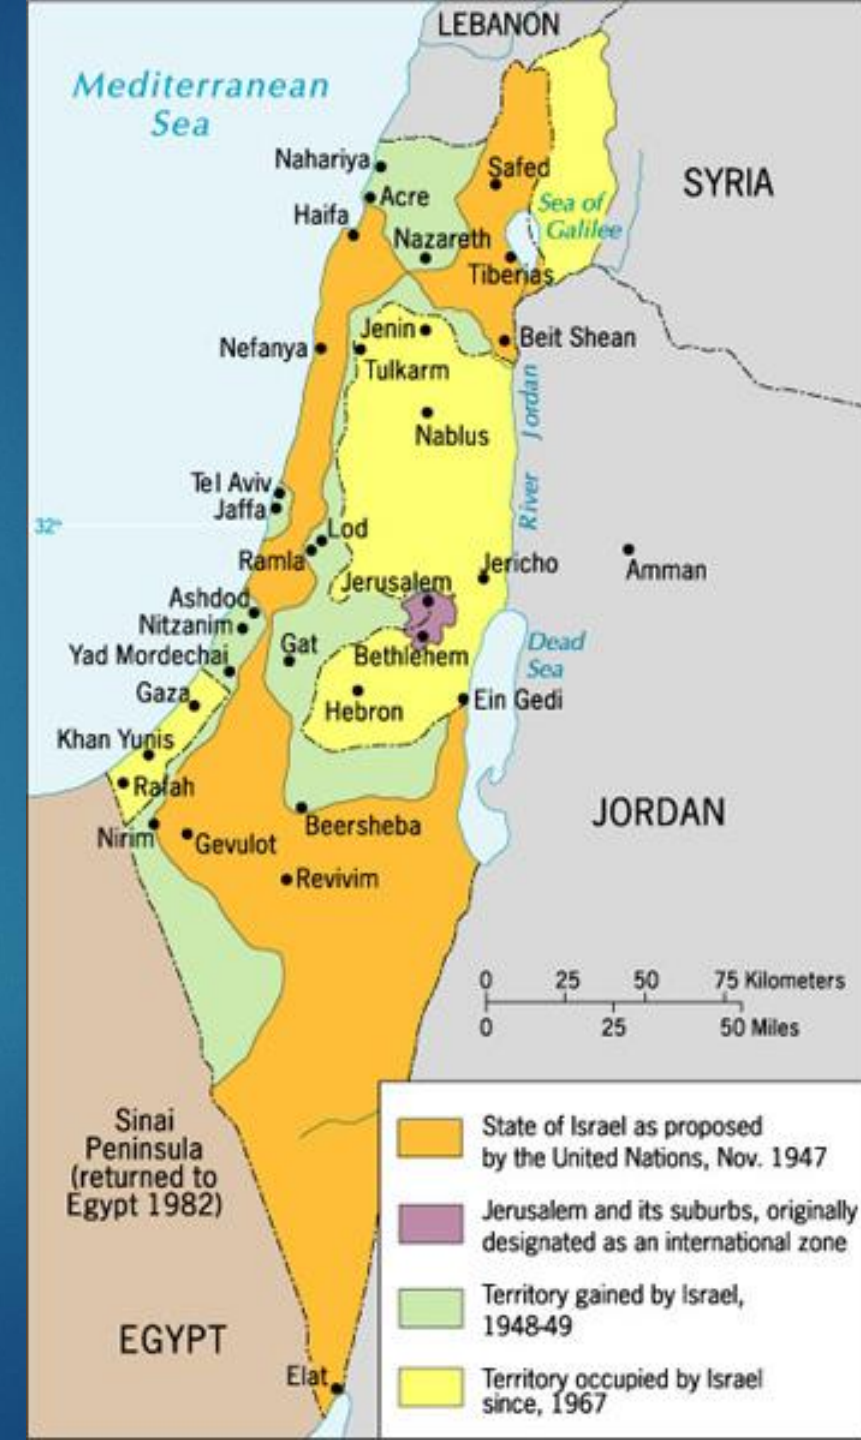 LEBANON
Mediterranean
Sea
Nahariya
Safed
SYRIA
Acre
Haifa
Sea of
Galilee
Nazareth
Tiberias
Jenin
Beit Shean
Nefanya
Tulkarm
Nablus
River Jordan
Tel Aviv
Jaffa
32°
Lod
Ramla
Jericho
Amman
Jerusalem
Ashdod
Nitzanim
Gat
Dead
Sea
Yad Mordechai
Bethlehem
Gaza
Hebron
Ein Gedi
Khan Yunis
Rafah
JORDAN
Nirim
Gevulot
Beersheba
Revivim
0 25 50 75 Kilometers
0 25 50 Miles
Sinai
Peninsula
(returned to
Egypt 1982)
EGYPT
Elat
State of Israel as proposed
by the United Nations, Nov. 1947
Jerusalem and its suburbs, originally
designated as an international zone
Territory gained by Israel,
1948-49
Territory occupied by Israel
since, 1967